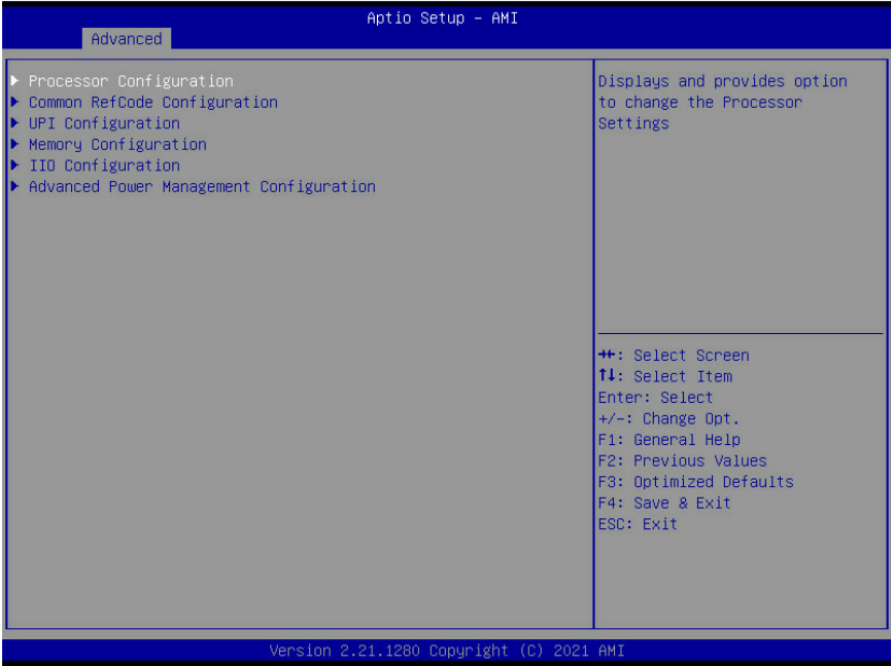 Aptio Setup – AMI
Advanced
▶ Processor Configuration
▶ Common RefCode Configuration
▶ UPI Configuration
▶ Memory Configuration
▶ IIO Configuration
▶ Advanced Power Management Configuration
Displays and provides option
to change the Processor
Settings
→←: Select Screen
↑↓: Select Item
Enter: Select
+/-: Change Opt.
F1: General Help
F2: Previous Values
F3: Optimized Defaults
F4: Save & Exit
ESC: Exit
Version 2.21.1280 Copyright (C) 2021 AMI